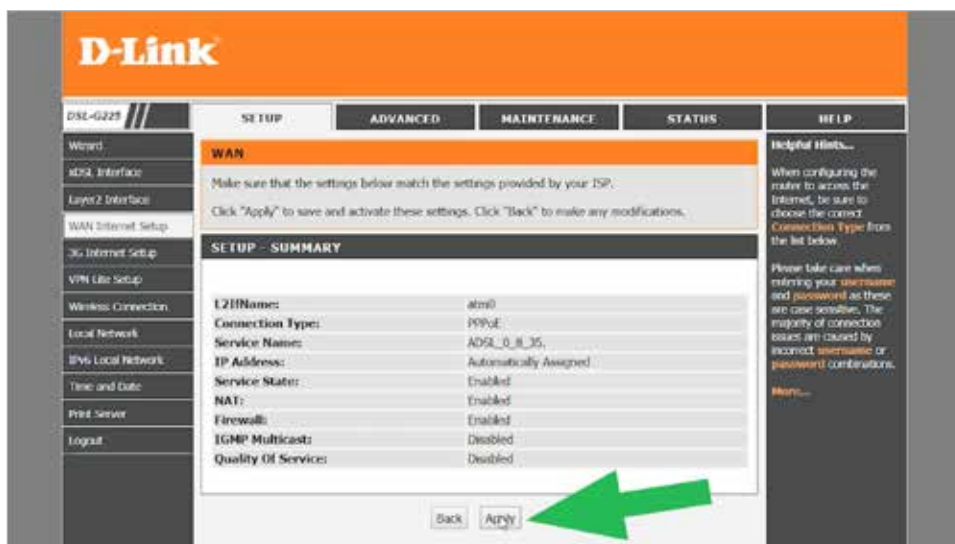 D-Link
DSL-G225
SETUP
ADVANCED
MAINTENANCE
STATUS
HELP
Wizard
xDSL Interface
Layer2 Interface
WAN Internet Setup
3G Internet Setup
VPN Lite Setup
Wireless Connection
Local Network
IPv6 Local Network
Time and Date
Print Server
Logout
WAN
Make sure that the settings below match the settings provided by your ISP.
Click "Apply" to save and activate these settings. Click "Back" to make any modifications.
SETUP - SUMMARY
L2IfName: atm0
Connection Type: PPPoE
Service Name: ADSL_0_8_35.
IP Address: Automatically Assigned
Service State: Enabled
NAT: Enabled
Firewall: Enabled
IGMP Multicast: Disabled
Quality Of Service: Disabled
Back
Apply
Helpful Hints...
When configuring the
router to access the
Internet, be sure to
choose the correct
Connection Type from
the list below.
Please take care when
entering your username
and password as these
are case sensitive. The
majority of connection
issues are caused by
incorrect username or
password combinations.
More...